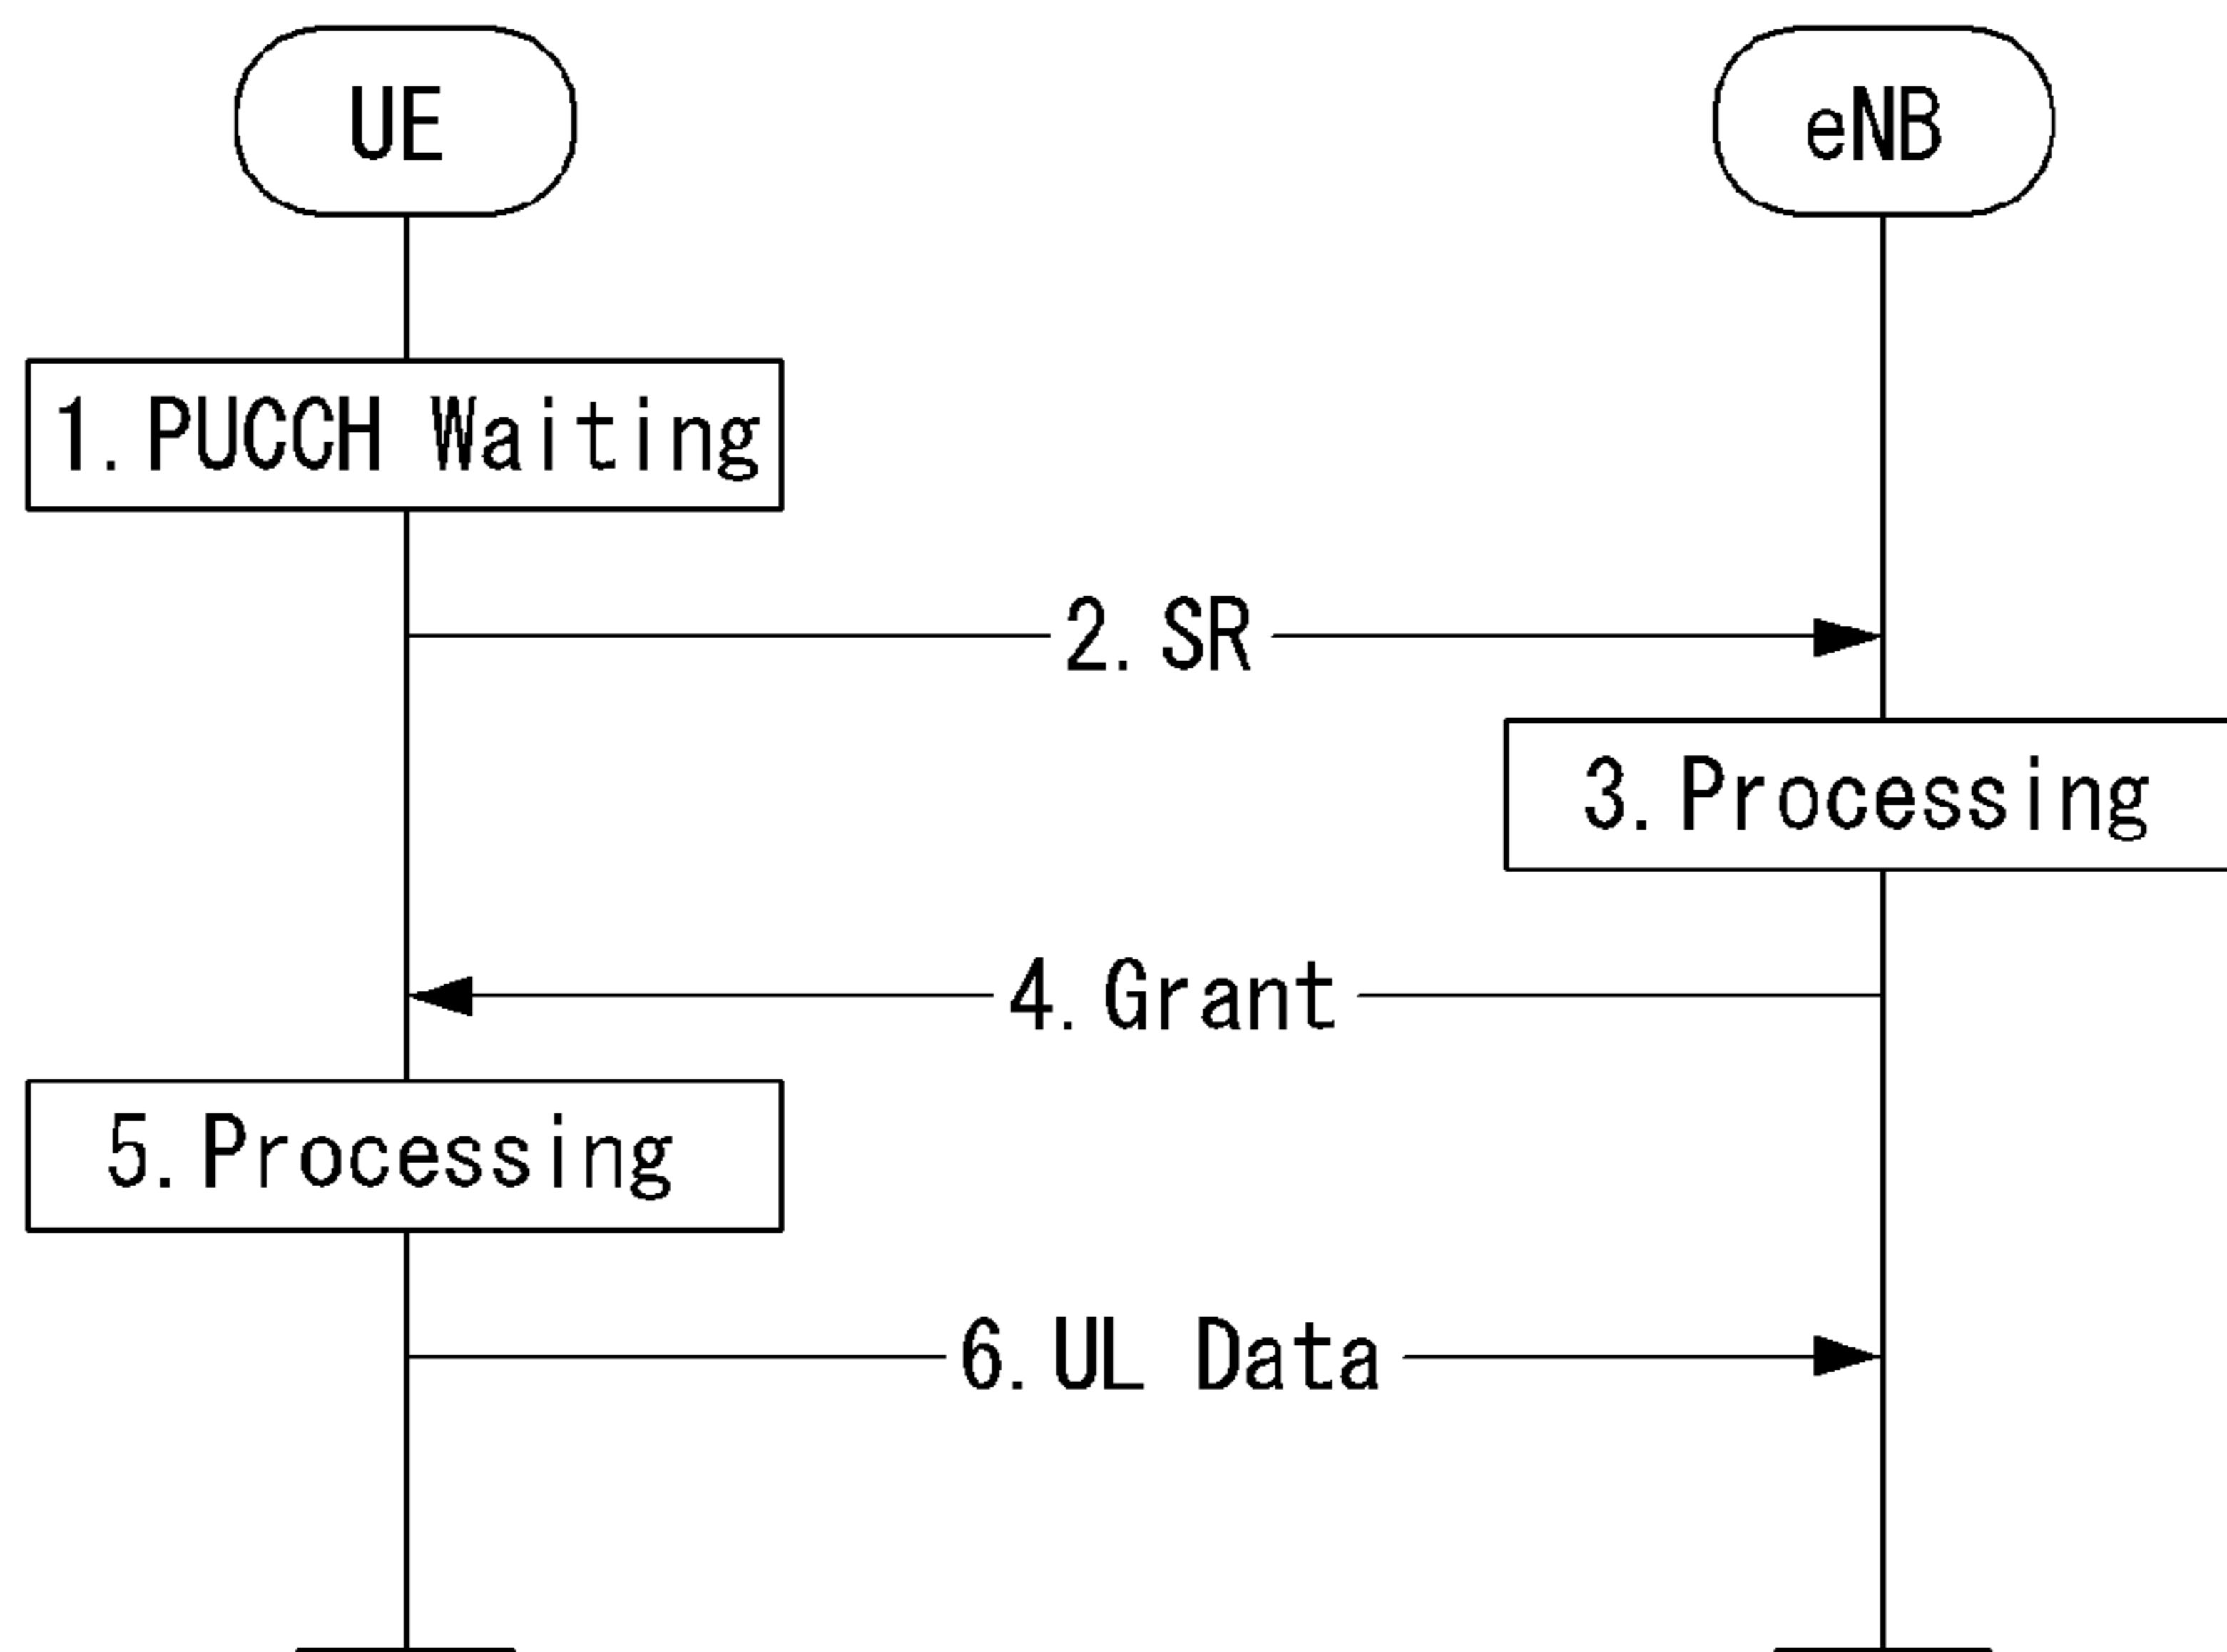 UE
eNB
1.PUCCH Waiting
2.SR
3.Processing
4.Grant
5.Processing
6.UL Data